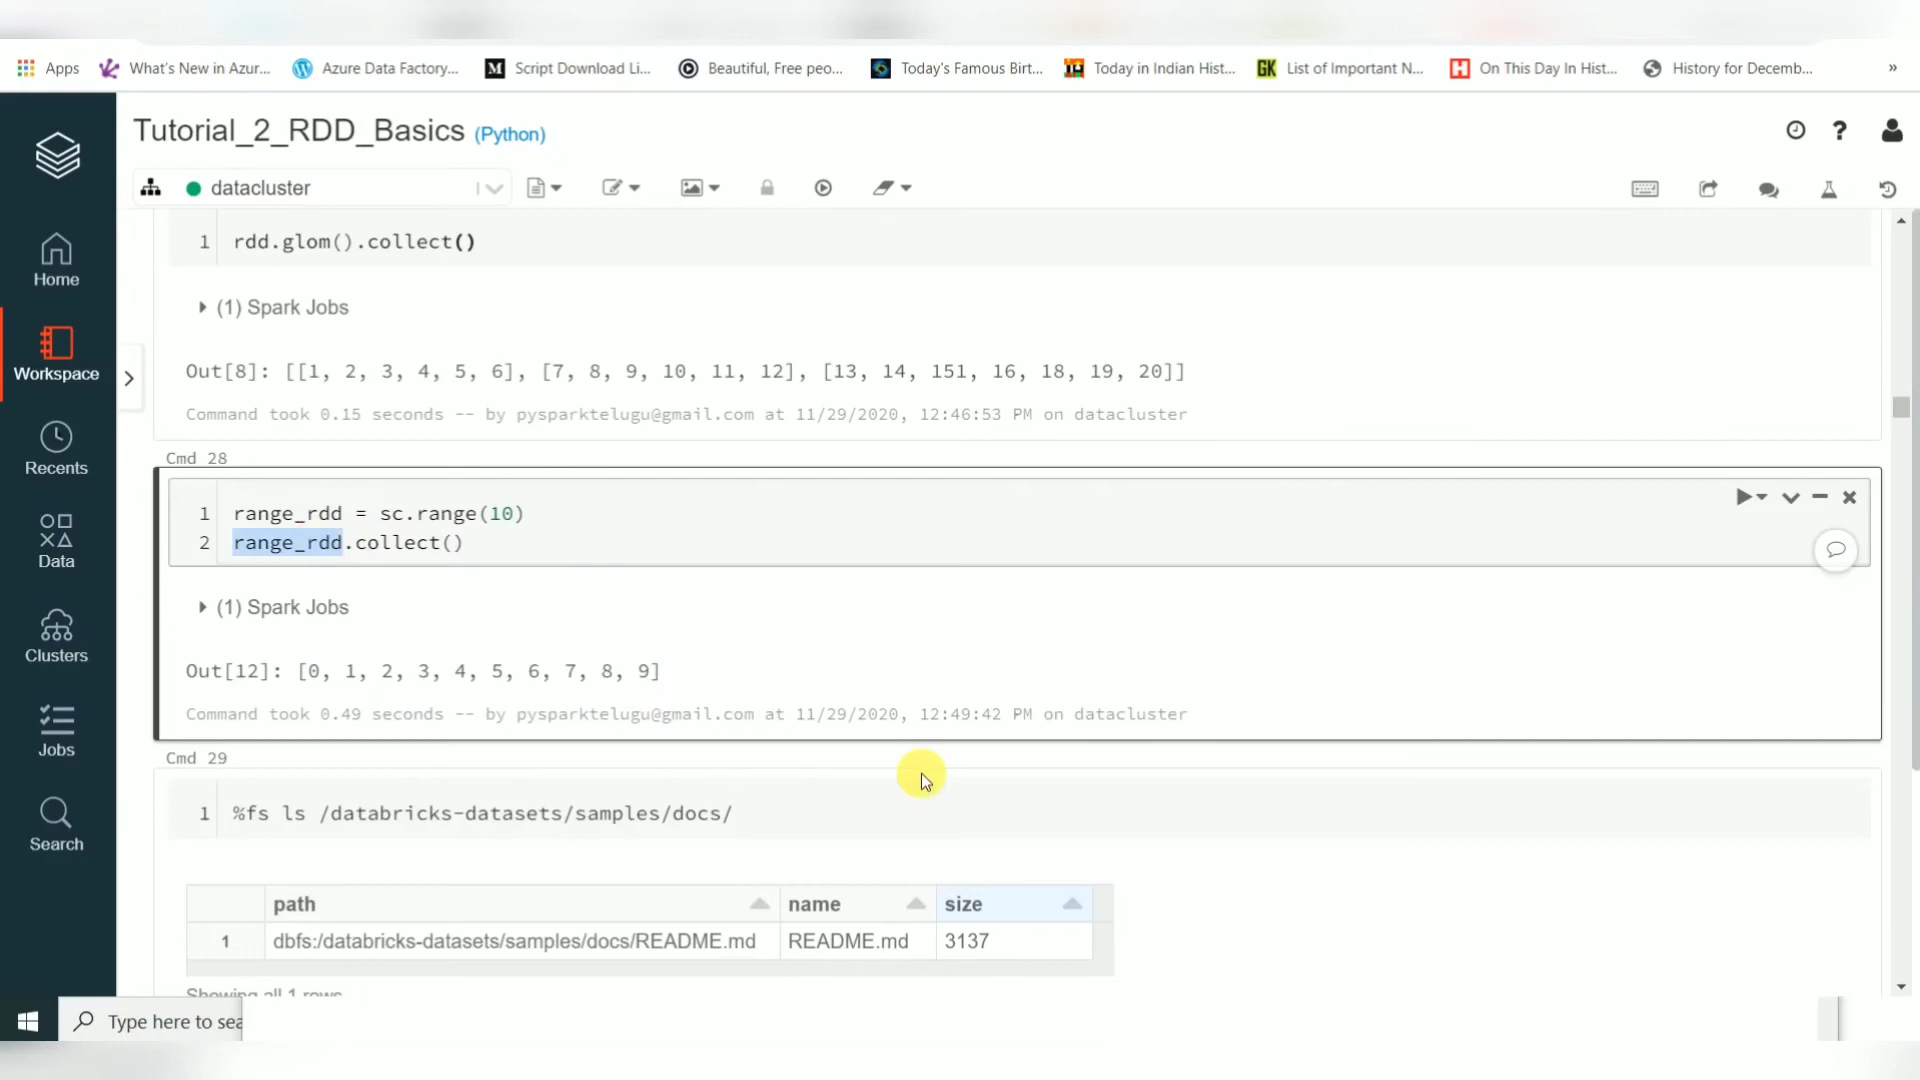 Apps What's New in Azur... Azure Data Factory... M Script Download Li... Beautiful, Free peo... Today's Famous Birt... Today in Indian Hist... GK List of Important N... H On This Day In Hist... History for Decemb... »
Tutorial_2_RDD_Basics (Python)
datacluster
Home
Workspace
Recents
Data
Clusters
Jobs
Search
1 rdd.glom().collect()
(1) Spark Jobs
Out[8]: [[1, 2, 3, 4, 5, 6], [7, 8, 9, 10, 11, 12], [13, 14, 151, 16, 18, 19, 20]]
Command took 0.15 seconds -- by pysparktelugu@gmail.com at 11/29/2020, 12:46:53 PM on datacluster
Cmd 28
1 range_rdd = sc.range(10)
2 range_rdd.collect()
(1) Spark Jobs
Out[12]: [0, 1, 2, 3, 4, 5, 6, 7, 8, 9]
Command took 0.49 seconds -- by pysparktelugu@gmail.com at 11/29/2020, 12:49:42 PM on datacluster
Cmd 29
1 %fs ls /databricks-datasets/samples/docs/
path name size
1 dbfs:/databricks-datasets/samples/docs/README.md README.md 3137
Showing all 1 rows.
Type here to sea